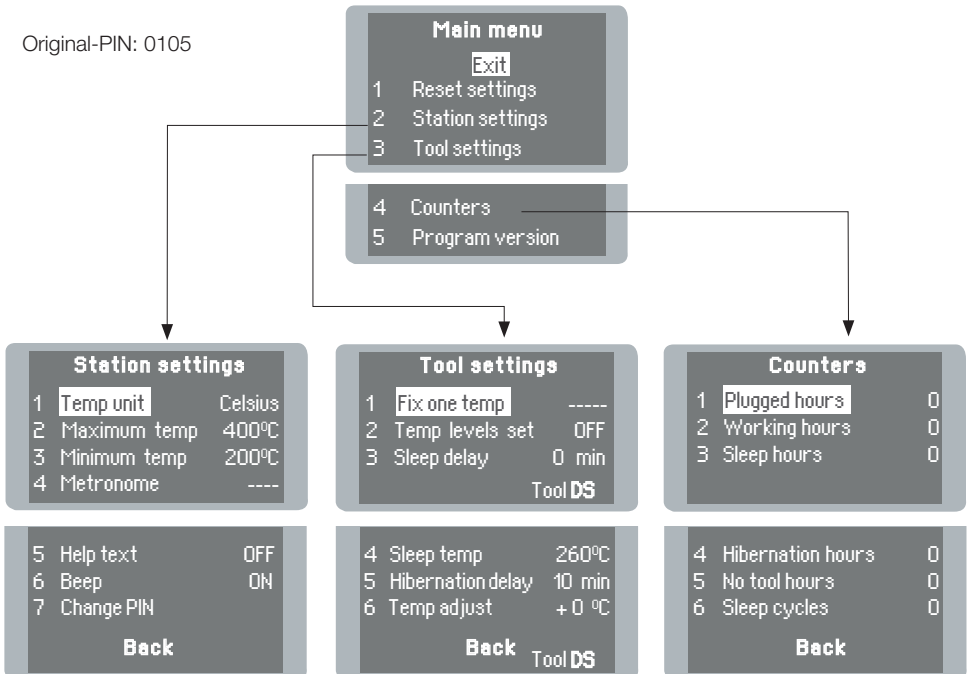 Original-PIN: 0105
Main menu
Exit
1 Reset settings
2 Station settings
3 Tool settings
4 Counters
5 Program version
Station settings
1 Temp unit Celsius
2 Maximum temp 400ºC
3 Minimum temp 200ºC
4 Metronome ----
5 Help text OFF
6 Beep ON
7 Change PIN
Back
Tool settings
1 Fix one temp -----
2 Temp levels set OFF
3 Sleep delay 0 min
Tool DS
4 Sleep temp 260ºC
5 Hibernation delay 10 min
6 Temp adjust +0 ºC
Back
Tool DS
Counters
1 Plugged hours 0
2 Working hours 0
3 Sleep hours 0
4 Hibernation hours 0
5 No tool hours 0
6 Sleep cycles 0
Back